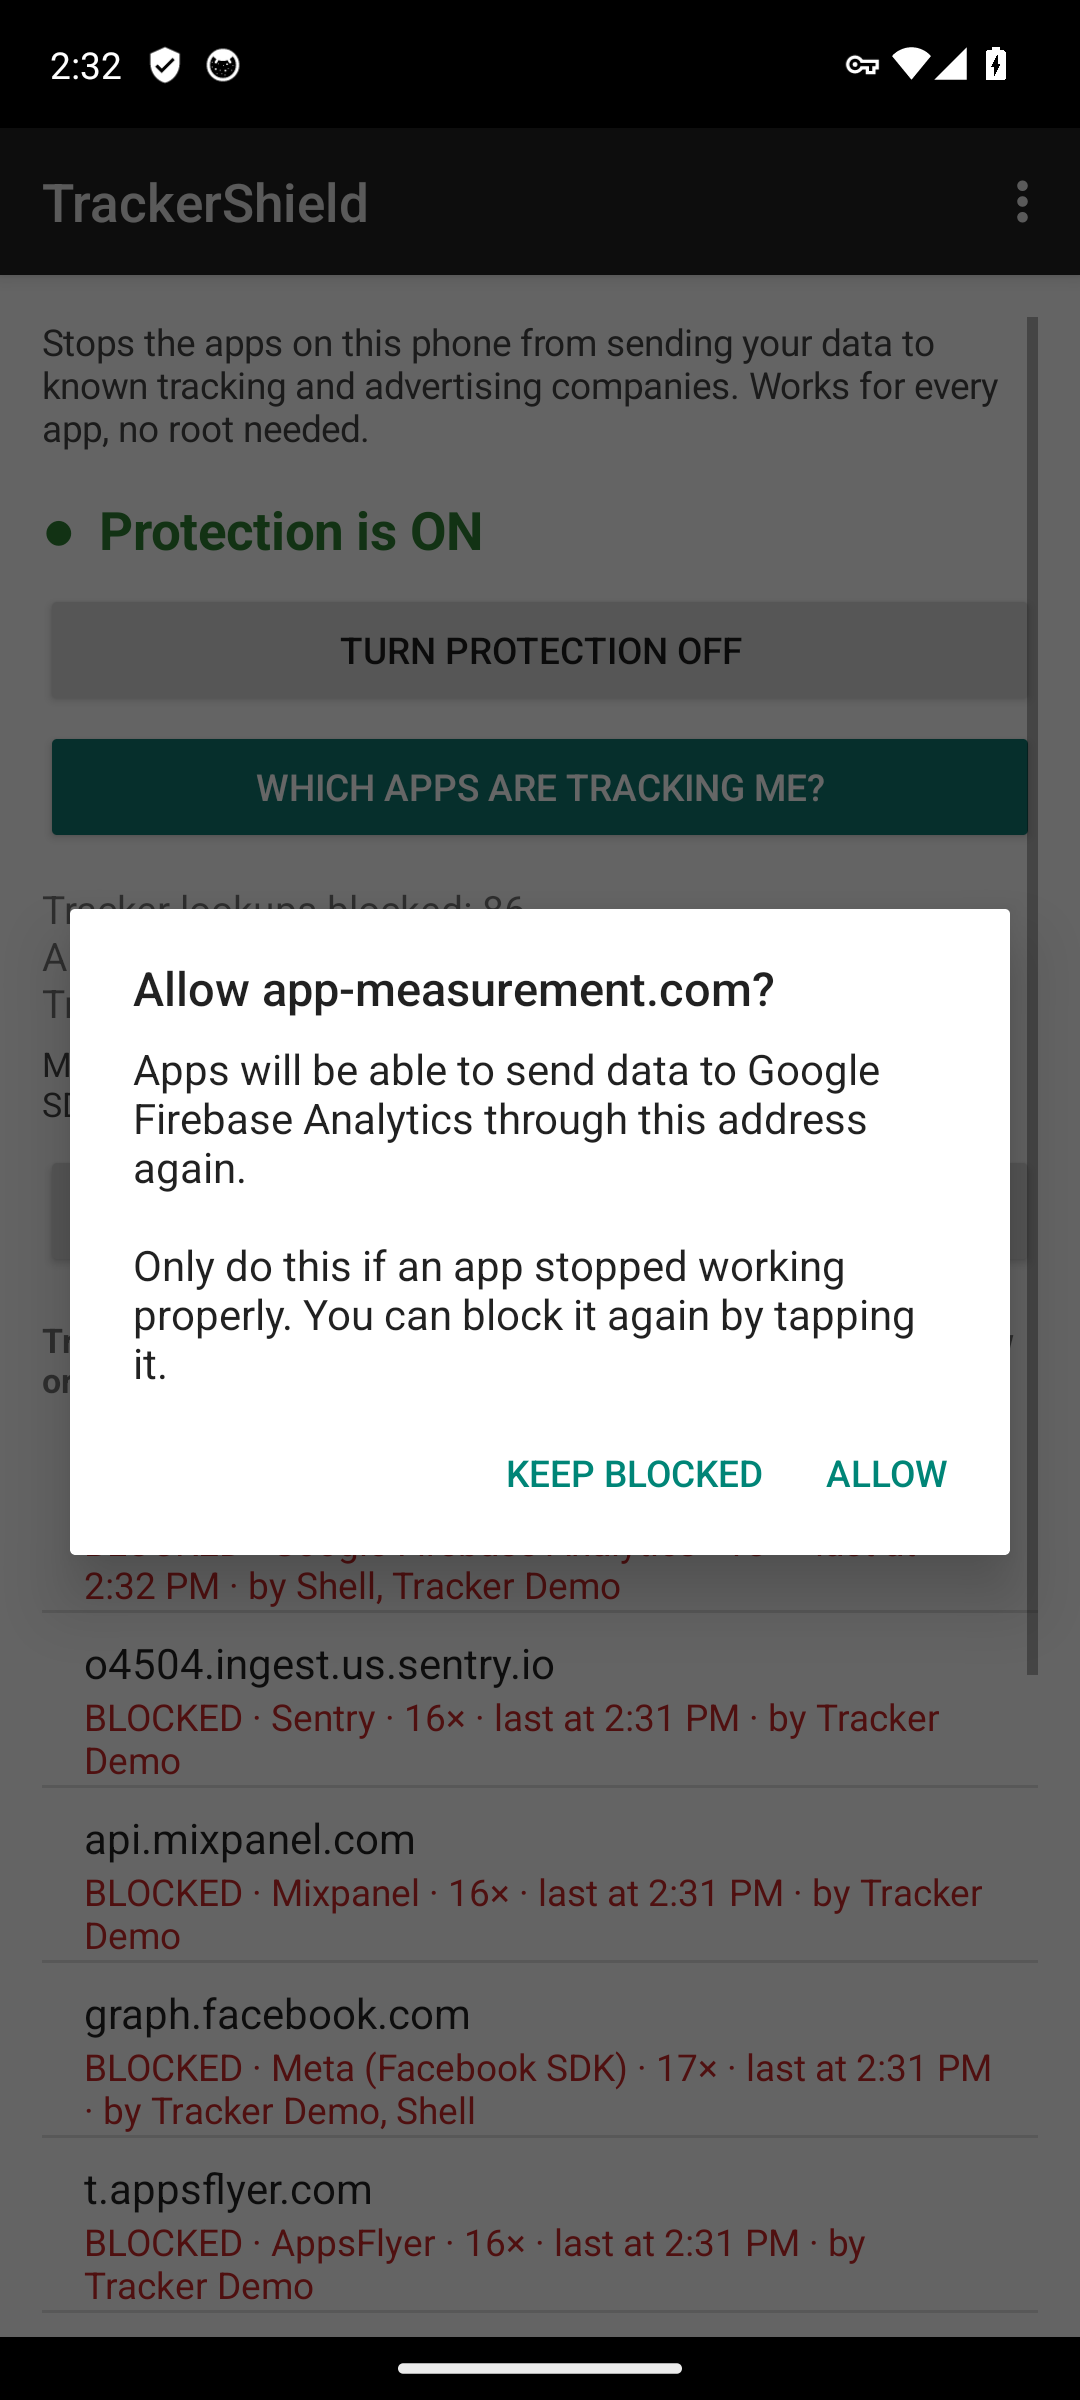 2:32
TrackerShield
Stops the apps on this phone from sending your data to
known tracking and advertising companies. Works for every
app, no root needed.
Protection is ON
TURN PROTECTION OFF
WHICH APPS ARE TRACKING ME?
Tracker lookups blocked: 86
Allow app-measurement.com?
Apps will be able to send data to Google
Firebase Analytics through this address
again.
Only do this if an app stopped working
properly. You can block it again by tapping
it.
KEEP BLOCKED ALLOW
2:32 PM · by Shell, Tracker Demo
o4504.ingest.us.sentry.io
BLOCKED · Sentry · 16× · last at 2:31 PM · by Tracker
Demo
api.mixpanel.com
BLOCKED · Mixpanel · 16× · last at 2:31 PM · by Tracker
Demo
graph.facebook.com
BLOCKED · Meta (Facebook SDK) · 17× · last at 2:31 PM
· by Tracker Demo, Shell
t.appsflyer.com
BLOCKED · AppsFlyer · 16× · last at 2:31 PM · by
Tracker Demo